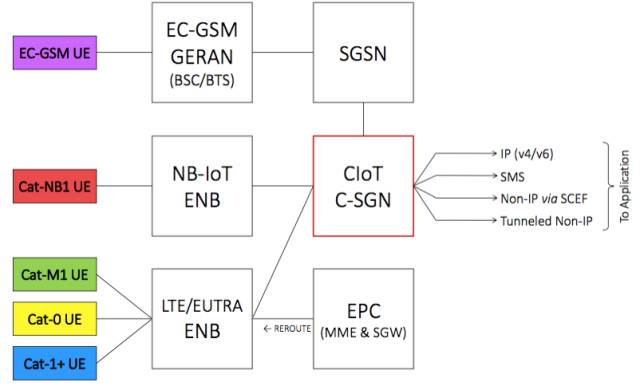 EC-GSM UE
EC-GSM
GERAN
(BSC/BTS)
SGSN
Cat-NB1 UE
NB-IoT
ENB
CIoT
C-SGN
IP (v4/v6)
SMS
Non-IP via SCEF
Tunneled Non-IP
To Application
Cat-M1 UE
Cat-0 UE
Cat-1+ UE
LTE/EUTRA
ENB
← REROUTE
EPC
(MME & SGW)